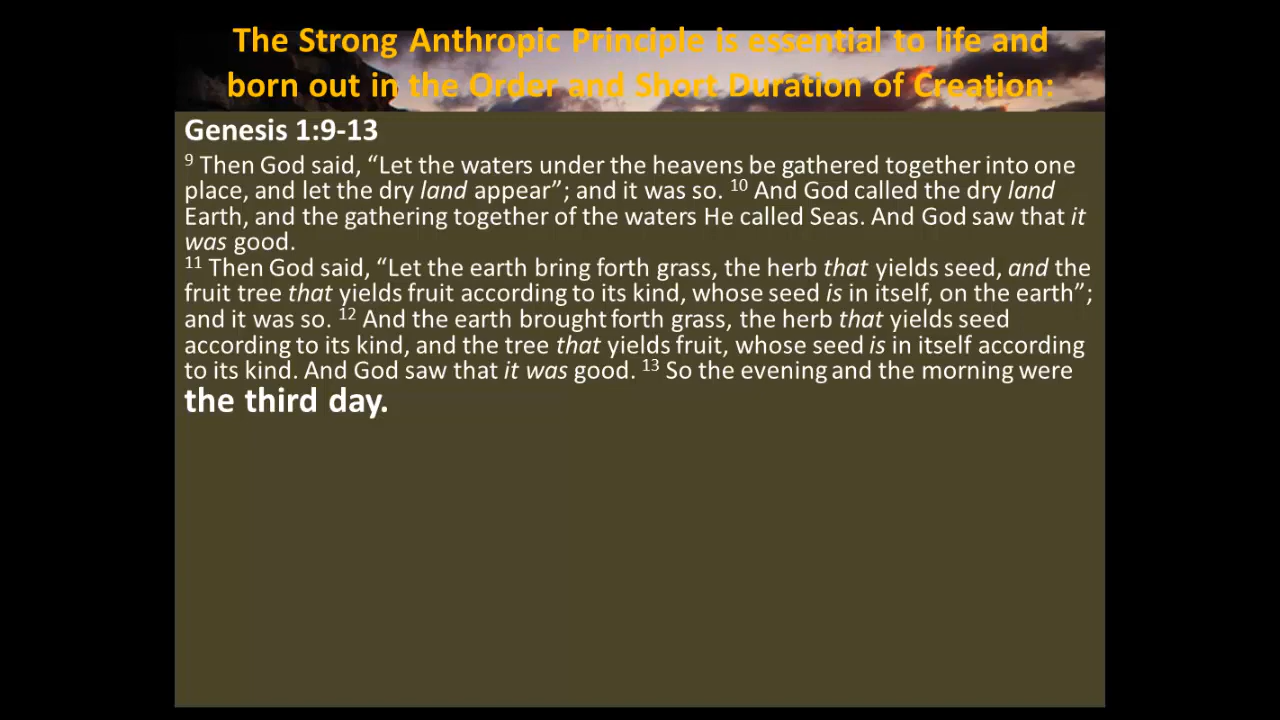 The Strong Anthropic Principle is essential to life and
born out in the Order and Short Duration of Creation:
Genesis 1:9-13
9 Then God said, “Let the waters under the heavens be gathered together into one
place, and let the dry land appear”; and it was so. 10 And God called the dry land
Earth, and the gathering together of the waters He called Seas. And God saw that it
was good.
11 Then God said, “Let the earth bring forth grass, the herb that yields seed, and the
fruit tree that yields fruit according to its kind, whose seed is in itself, on the earth”;
and it was so. 12 And the earth brought forth grass, the herb that yields seed
according to its kind, and the tree that yields fruit, whose seed is in itself according
to its kind. And God saw that it was good. 13 So the evening and the morning were
the third day.